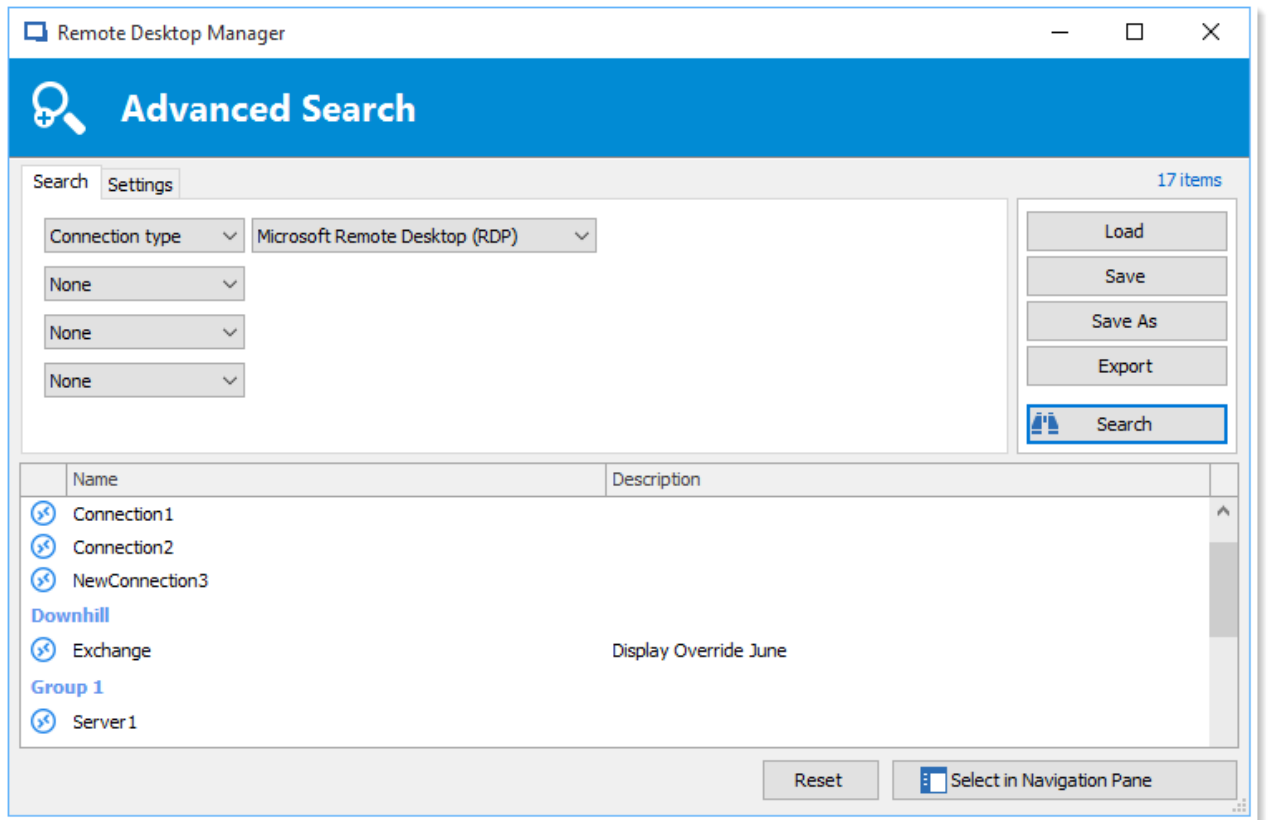 Remote Desktop Manager
Advanced Search
Search Settings 17 items
Connection type Microsoft Remote Desktop (RDP) Load
None Save
None Save As
None Export
Search
Name Description
Connection1
Connection2
NewConnection3
Downhill
Exchange Display Override June
Group 1
Server1
Reset Select in Navigation Pane